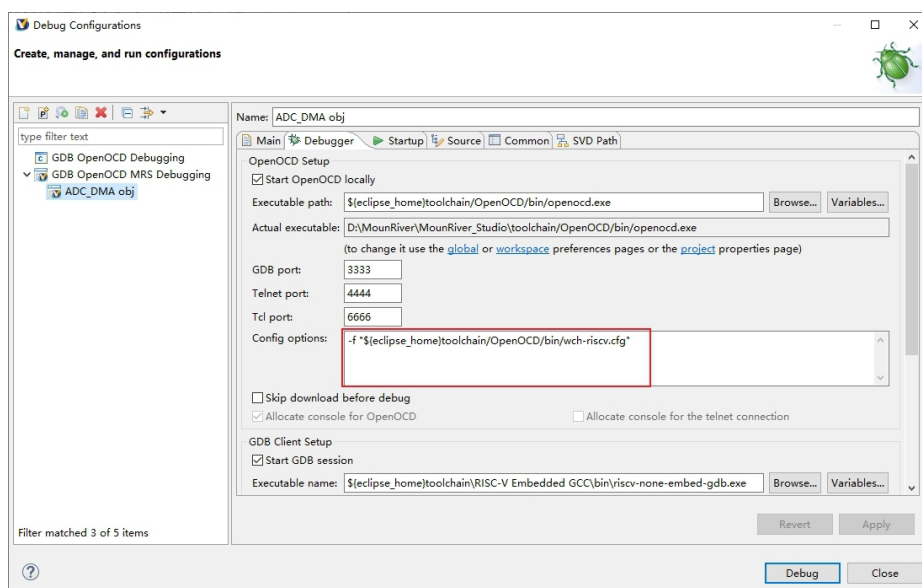 Debug Configurations
Create, manage, and run configurations
type filter text
GDB OpenOCD Debugging
GDB OpenOCD MRS Debugging
ADC_DMA obj
Filter matched 3 of 5 items
Name: ADC_DMA obj
Main Debugger Startup Source Common SVD Path
OpenOCD Setup
Start OpenOCD locally
Executable path: ${eclipse_home}toolchain/OpenOCD/bin/openocd.exe Browse... Variables...
Actual executable: D:\MounRiver\MounRiver_Studio\toolchain/OpenOCD/bin/openocd.exe
(to change it use the global or workspace preferences pages or the project properties page)
GDB port: 3333
Telnet port: 4444
Tcl port: 6666
Config options: -f "${eclipse_home}toolchain/OpenOCD/bin/wch-riscv.cfg"
Skip download before debug
Allocate console for OpenOCD Allocate console for the telnet connection
GDB Client Setup
Start GDB session
Executable name: ${eclipse_home}toolchain\RISC-V Embedded GCC\bin\riscv-none-embed-gdb.exe Browse... Variables...
Revert Apply
Debug Close